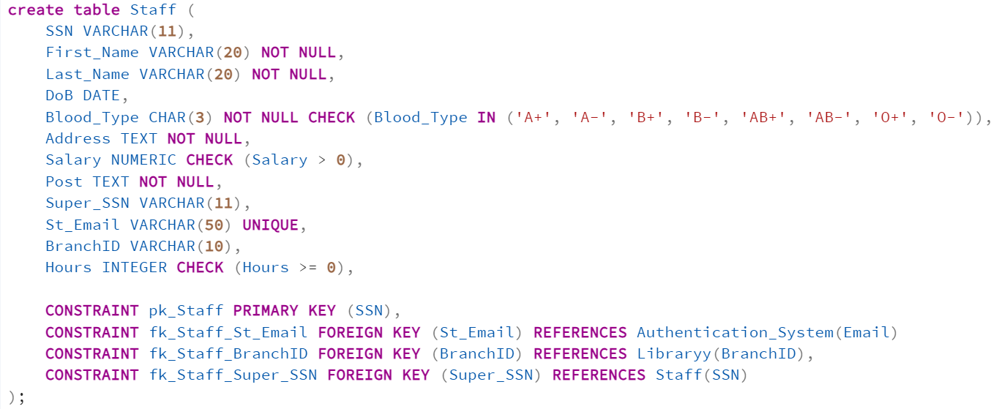 create table Staff (
    SSN VARCHAR(11),
    First_Name VARCHAR(20) NOT NULL,
    Last_Name VARCHAR(20) NOT NULL,
    DoB DATE,
    Blood_Type CHAR(3) NOT NULL CHECK (Blood_Type IN ('A+', 'A-', 'B+', 'B-', 'AB+', 'AB-', 'O+', 'O-')),
    Address TEXT NOT NULL,
    Salary NUMERIC CHECK (Salary > 0),
    Post TEXT NOT NULL,
    Super_SSN VARCHAR(11),
    St_Email VARCHAR(50) UNIQUE,
    BranchID VARCHAR(10),
    Hours INTEGER CHECK (Hours >= 0),

    CONSTRAINT pk_Staff PRIMARY KEY (SSN),
    CONSTRAINT fk_Staff_St_Email FOREIGN KEY (St_Email) REFERENCES Authentication_System(Email)
    CONSTRAINT fk_Staff_BranchID FOREIGN KEY (BranchID) REFERENCES Libraryy(BranchID),
    CONSTRAINT fk_Staff_Super_SSN FOREIGN KEY (Super_SSN) REFERENCES Staff(SSN)
);